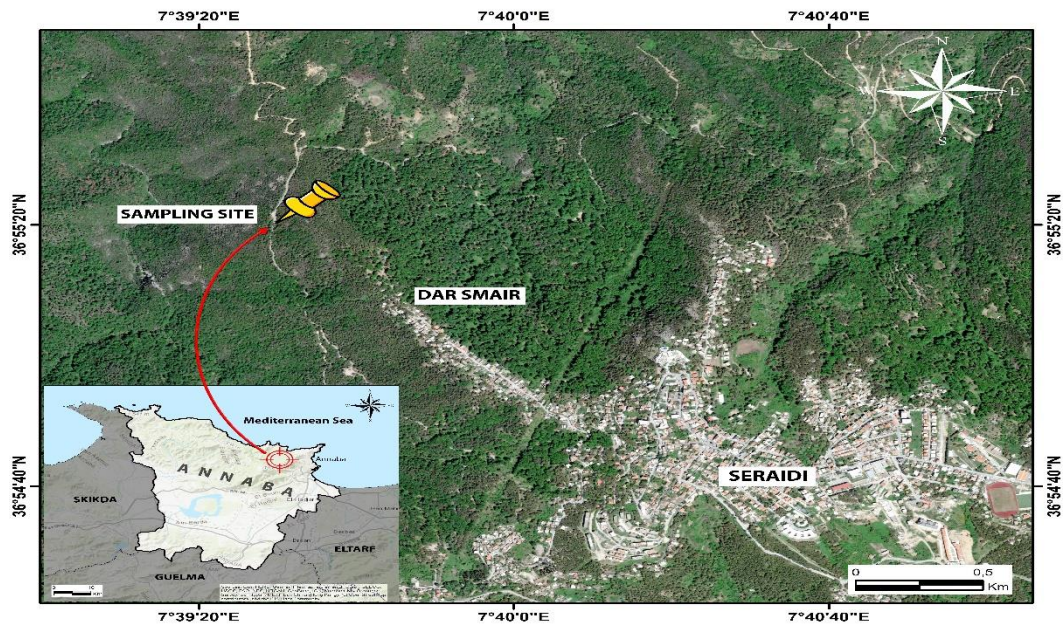 7°39'20"E 7°40'0"E 7°40'40"E
N
W E
S
36°55'20"N 36°55'20"N
SAMPLING SITE
DAR SMAIR
Mediterranean Sea
Annaba
ANNABA
SKIKDA
SERAIDI
36°54'40"N 36°54'40"N
ELTARF
GUELMA
0 0,5
Km
7°39'20"E 7°40'0"E 7°40'40"E